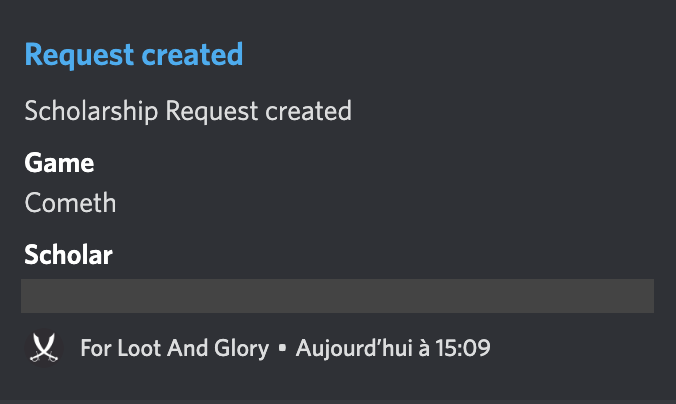 Request created
Scholarship Request created
Game
Cometh
Scholar
For Loot And Glory • Aujourd’hui à 15:09